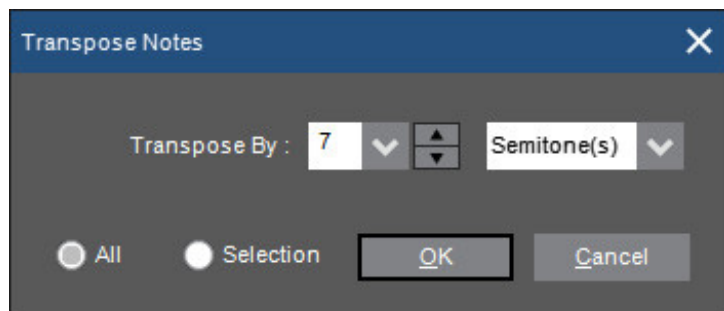 Transpose Notes
Transpose By : 7 Semitone(s)
All Selection OK Cancel